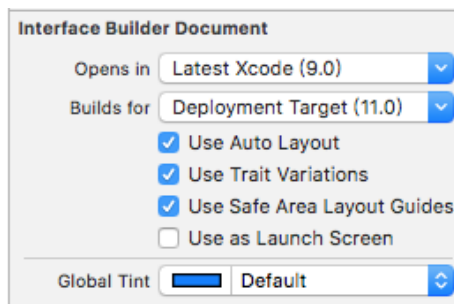 Interface Builder Document
Opens in Latest Xcode (9.0)
Builds for Deployment Target (11.0)
Use Auto Layout
Use Trait Variations
Use Safe Area Layout Guides
Use as Launch Screen
Global Tint Default